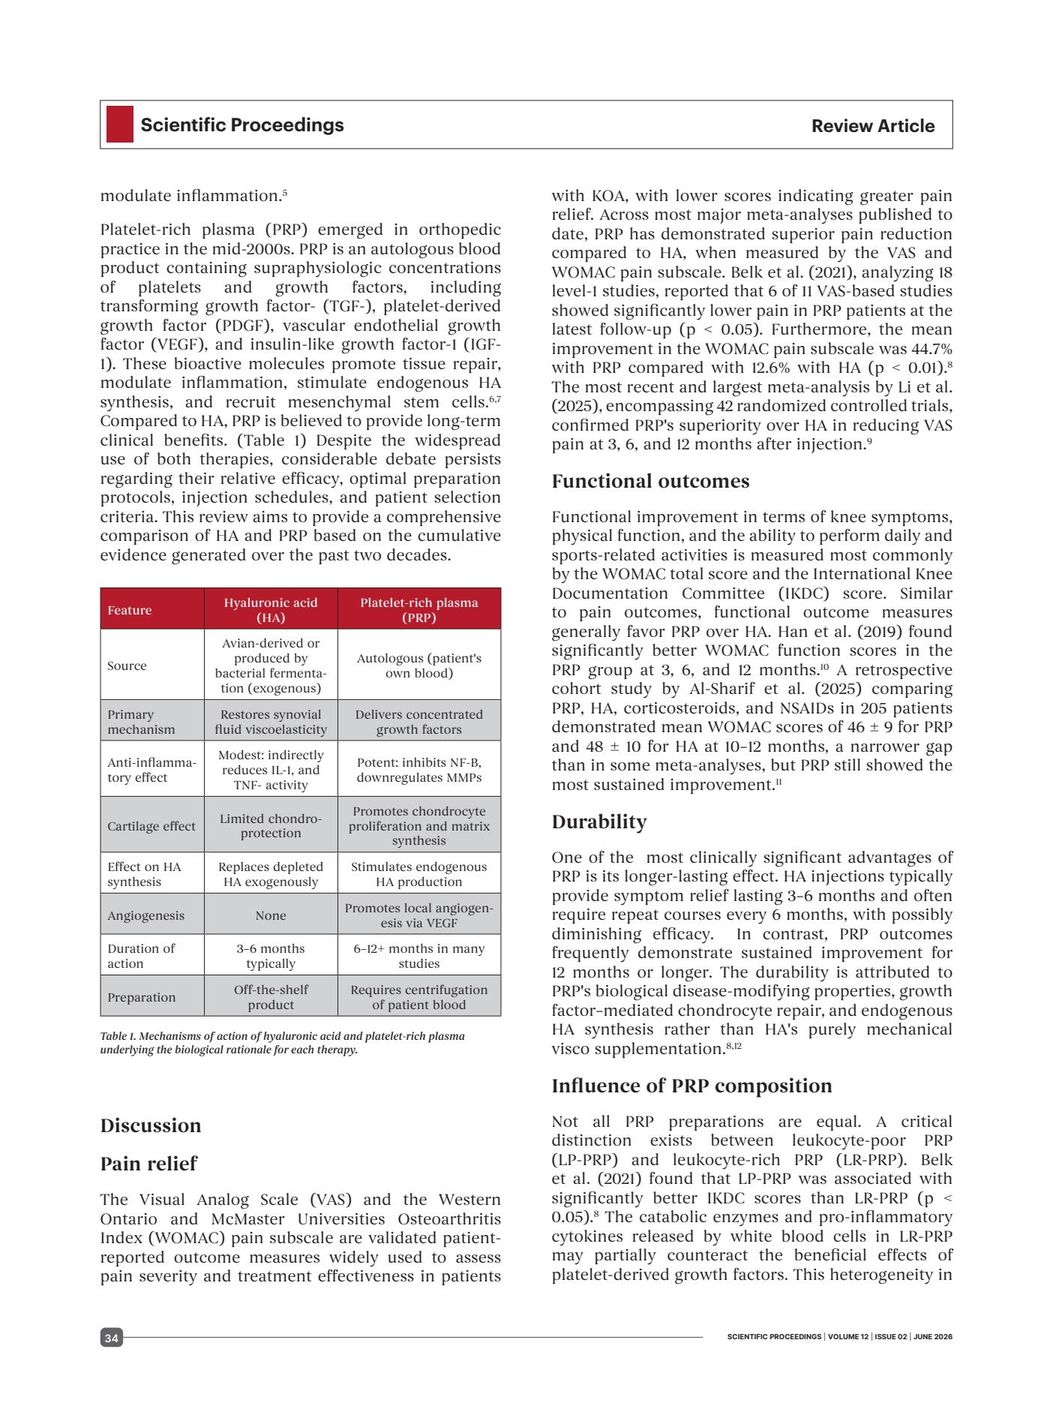 Scientific Proceedings
Review Article
modulate inflammation.⁵
Platelet-rich plasma (PRP) emerged in orthopedic
practice in the mid-2000s. PRP is an autologous blood
product containing supraphysiologic concentrations
of platelets and growth factors, including
transforming growth factor- (TGF-), platelet-derived
growth factor (PDGF), vascular endothelial growth
factor (VEGF), and insulin-like growth factor-1 (IGF-
1). These bioactive molecules promote tissue repair,
modulate inflammation, stimulate endogenous HA
synthesis, and recruit mesenchymal stem cells.⁶,⁷
Compared to HA, PRP is believed to provide long-term
clinical benefits. (Table 1) Despite the widespread
use of both therapies, considerable debate persists
regarding their relative efficacy, optimal preparation
protocols, injection schedules, and patient selection
criteria. This review aims to provide a comprehensive
comparison of HA and PRP based on the cumulative
evidence generated over the past two decades.
Feature
Hyaluronic acid
(HA)
Platelet-rich plasma
(PRP)
Source
Avian-derived or
produced by
bacterial fermenta-
tion (exogenous)
Autologous (patient's
own blood)
Primary
mechanism
Restores synovial
fluid viscoelasticity
Delivers concentrated
growth factors
Anti-inflamma-
tory effect
Modest: indirectly
reduces IL-1, and
TNF- activity
Potent: inhibits NF-B,
downregulates MMPs
Cartilage effect
Limited chondro-
protection
Promotes chondrocyte
proliferation and matrix
synthesis
Effect on HA
synthesis
Replaces depleted
HA exogenously
Stimulates endogenous
HA production
Angiogenesis
None
Promotes local angiogen-
esis via VEGF
Duration of
action
3–6 months
typically
6–12+ months in many
studies
Preparation
Off-the-shelf
product
Requires centrifugation
of patient blood
Table 1. Mechanisms of action of hyaluronic acid and platelet-rich plasma
underlying the biological rationale for each therapy.
Discussion
Pain relief
The Visual Analog Scale (VAS) and the Western
Ontario and McMaster Universities Osteoarthritis
Index (WOMAC) pain subscale are validated patient-
reported outcome measures widely used to assess
pain severity and treatment effectiveness in patients
with KOA, with lower scores indicating greater pain
relief. Across most major meta-analyses published to
date, PRP has demonstrated superior pain reduction
compared to HA, when measured by the VAS and
WOMAC pain subscale. Belk et al. (2021), analyzing 18
level-1 studies, reported that 6 of 11 VAS-based studies
showed significantly lower pain in PRP patients at the
latest follow-up (p < 0.05). Furthermore, the mean
improvement in the WOMAC pain subscale was 44.7%
with PRP compared with 12.6% with HA (p < 0.01).⁸
The most recent and largest meta-analysis by Li et al.
(2025), encompassing 42 randomized controlled trials,
confirmed PRP's superiority over HA in reducing VAS
pain at 3, 6, and 12 months after injection.⁹
Functional outcomes
Functional improvement in terms of knee symptoms,
physical function, and the ability to perform daily and
sports-related activities is measured most commonly
by the WOMAC total score and the International Knee
Documentation Committee (IKDC) score. Similar
to pain outcomes, functional outcome measures
generally favor PRP over HA. Han et al. (2019) found
significantly better WOMAC function scores in the
PRP group at 3, 6, and 12 months.¹⁰ A retrospective
cohort study by Al-Sharif et al. (2025) comparing
PRP, HA, corticosteroids, and NSAIDs in 205 patients
demonstrated mean WOMAC scores of 46 ± 9 for PRP
and 48 ± 10 for HA at 10–12 months, a narrower gap
than in some meta-analyses, but PRP still showed the
most sustained improvement.¹¹
Durability
One of the most clinically significant advantages of
PRP is its longer-lasting effect. HA injections typically
provide symptom relief lasting 3–6 months and often
require repeat courses every 6 months, with possibly
diminishing efficacy. In contrast, PRP outcomes
frequently demonstrate sustained improvement for
12 months or longer. The durability is attributed to
PRP's biological disease-modifying properties, growth
factor–mediated chondrocyte repair, and endogenous
HA synthesis rather than HA's purely mechanical
visco supplementation.⁸,¹²
Influence of PRP composition
Not all PRP preparations are equal. A critical
distinction exists between leukocyte-poor PRP
(LP-PRP) and leukocyte-rich PRP (LR-PRP). Belk
et al. (2021) found that LP-PRP was associated with
significantly better IKDC scores than LR-PRP (p <
0.05).⁸ The catabolic enzymes and pro-inflammatory
cytokines released by white blood cells in LR-PRP
may partially counteract the beneficial effects of
platelet-derived growth factors. This heterogeneity in
34
SCIENTIFIC PROCEEDINGS | VOLUME 12 | ISSUE 02 | JUNE 2026